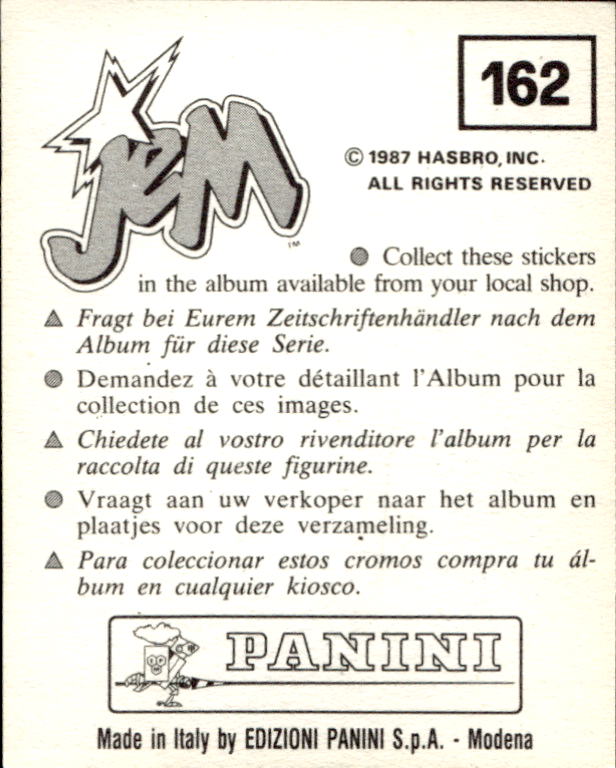 162
Jem
™
© 1987 HASBRO, INC.
ALL RIGHTS RESERVED
Collect these stickers
in the album available from your local shop.
Fragt bei Eurem Zeitschriftenhändler nach dem
Album für diese Serie.
Demandez à votre détaillant l'Album pour la
collection de ces images.
Chiedete al vostro rivenditore l'album per la
raccolta di queste figurine.
Vraagt aan uw verkoper naar het album en
plaatjes voor deze verzameling.
Para coleccionar estos cromos compra tu ál-
bum en cualquier kiosco.
PANINI
Made in Italy by EDIZIONI PANINI S.p.A. - Modena